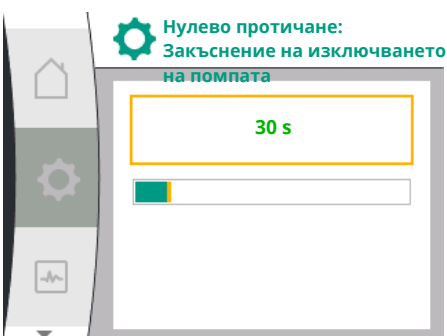 Нулево протичане:
Закъснение на изключването
на помпата
30 s